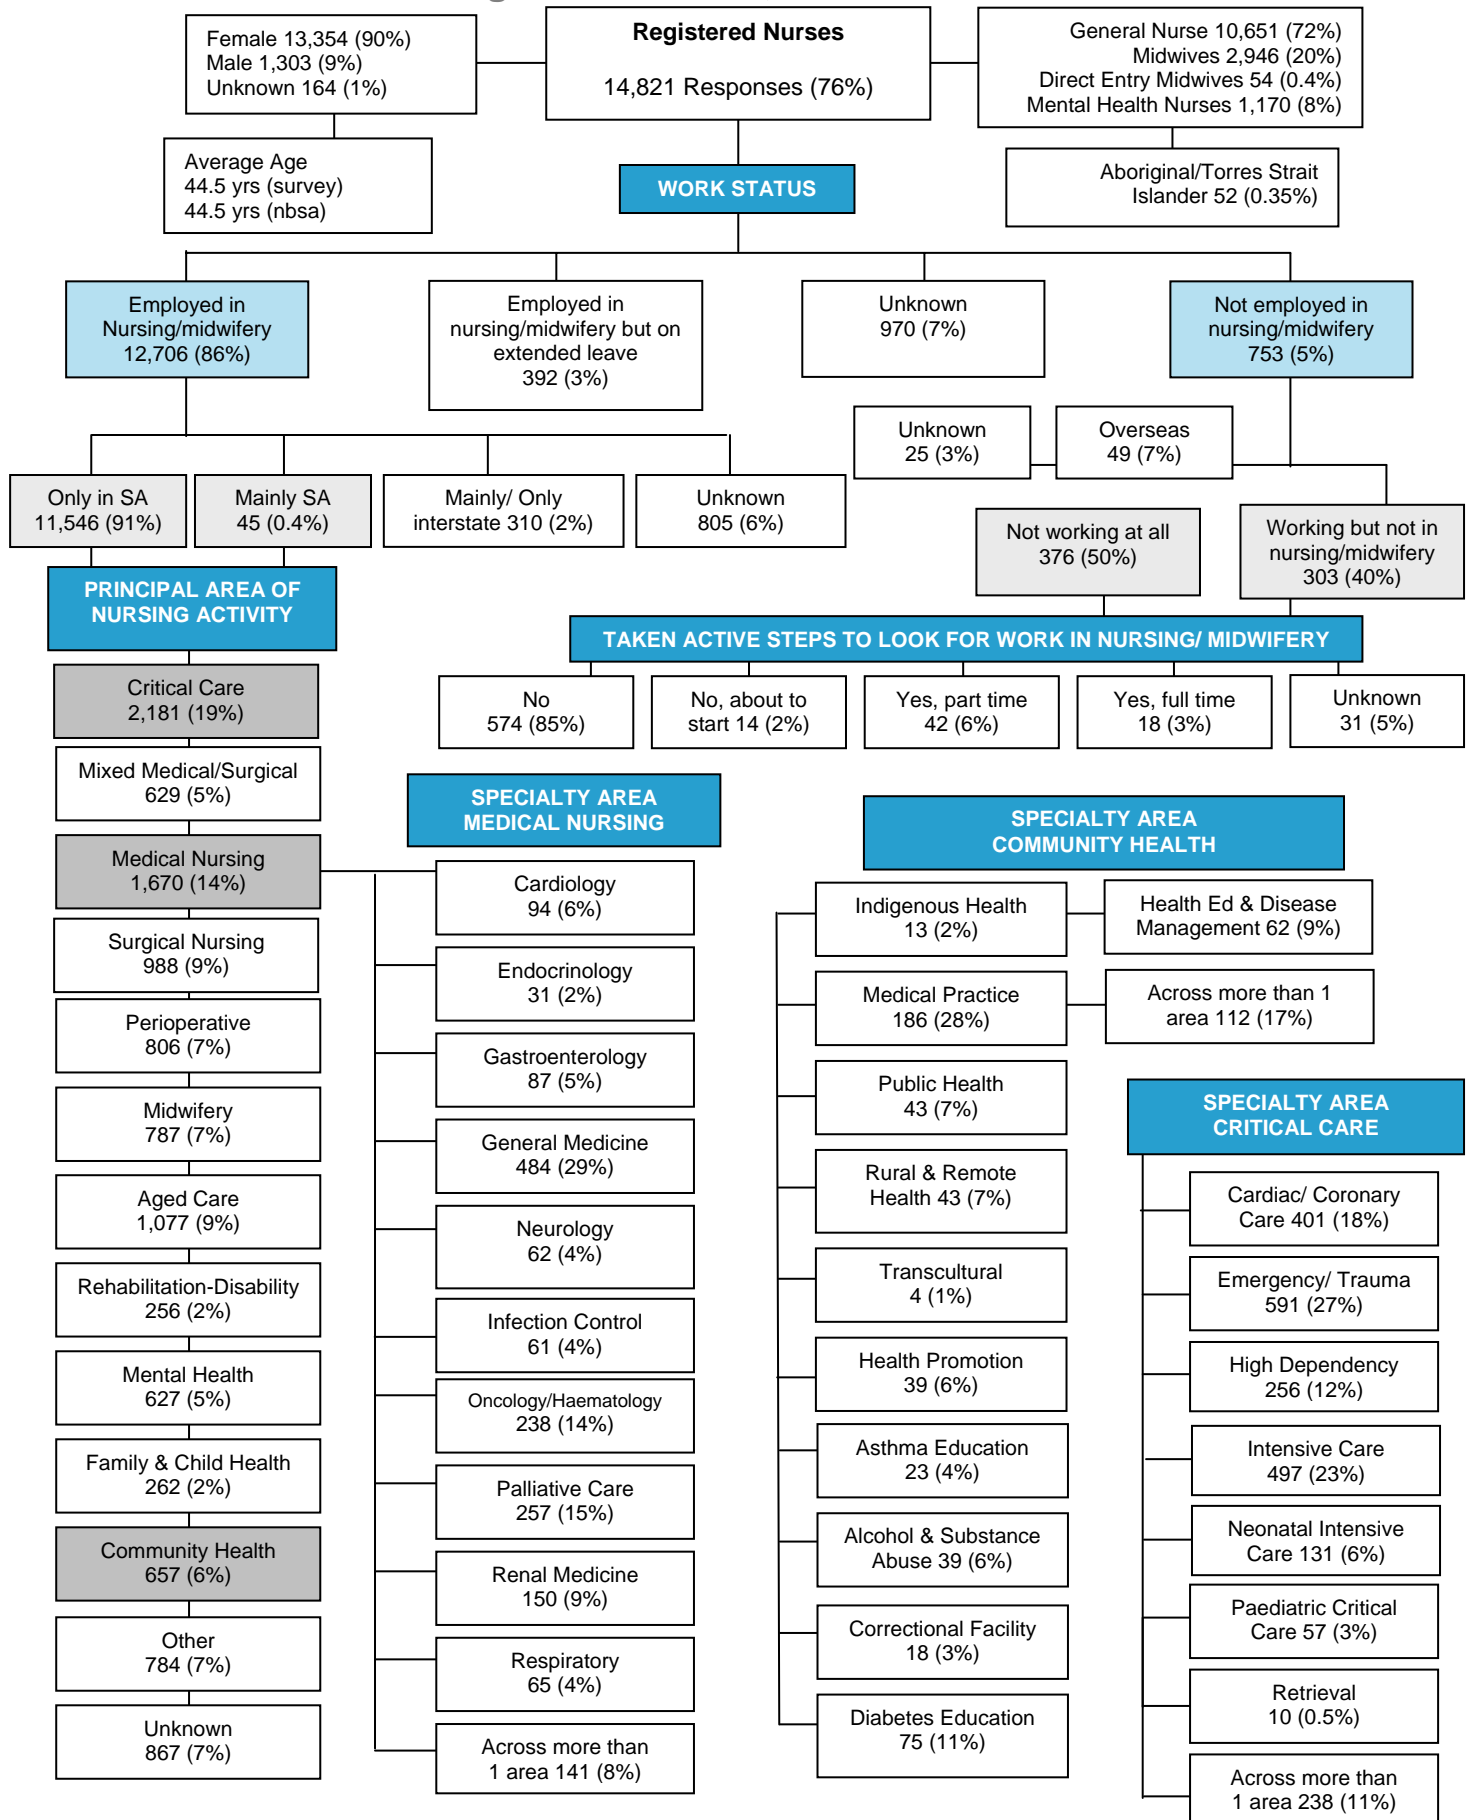 Female 13,354 (90%)
Male 1,303 (9%)
Unknown 164 (1%)
Registered Nurses
14,821 Responses (76%)
General Nurse 10,651 (72%)
Midwives 2,946 (20%)
Direct Entry Midwives 54 (0.4%)
Mental Health Nurses 1,170 (8%)
Average Age
44.5 yrs (survey)
44.5 yrs (nbsa)
WORK STATUS
Aboriginal/Torres Strait
Islander 52 (0.35%)
Employed in
Nursing/midwifery
12,706 (86%)
Employed in
nursing/midwifery but on
extended leave
392 (3%)
Unknown
970 (7%)
Not employed in
nursing/midwifery
753 (5%)
Unknown
25 (3%)
Overseas
49 (7%)
Only in SA
11,546 (91%)
Mainly SA
45 (0.4%)
Mainly/ Only
interstate 310 (2%)
Unknown
805 (6%)
Not working at all
376 (50%)
Working but not in
nursing/midwifery
303 (40%)
PRINCIPAL AREA OF
NURSING ACTIVITY
TAKEN ACTIVE STEPS TO LOOK FOR WORK IN NURSING/ MIDWIFERY
No
574 (85%)
No, about to
start 14 (2%)
Yes, part time
42 (6%)
Yes, full time
18 (3%)
Unknown
31 (5%)
Critical Care
2,181 (19%)
Mixed Medical/Surgical
629 (5%)
Medical Nursing
1,670 (14%)
Surgical Nursing
988 (9%)
Perioperative
806 (7%)
Midwifery
787 (7%)
Aged Care
1,077 (9%)
Rehabilitation-Disability
256 (2%)
Mental Health
627 (5%)
Family & Child Health
262 (2%)
Community Health
657 (6%)
Other
784 (7%)
Unknown
867 (7%)
SPECIALTY AREA
MEDICAL NURSING
Cardiology
94 (6%)
Endocrinology
31 (2%)
Gastroenterology
87 (5%)
General Medicine
484 (29%)
Neurology
62 (4%)
Infection Control
61 (4%)
Oncology/Haematology
238 (14%)
Palliative Care
257 (15%)
Renal Medicine
150 (9%)
Respiratory
65 (4%)
Across more than
1 area 141 (8%)
SPECIALTY AREA
COMMUNITY HEALTH
Indigenous Health
13 (2%)
Health Ed & Disease
Management 62 (9%)
Medical Practice
186 (28%)
Across more than 1
area 112 (17%)
Public Health
43 (7%)
Rural & Remote
Health 43 (7%)
Transcultural
4 (1%)
Health Promotion
39 (6%)
Asthma Education
23 (4%)
Alcohol & Substance
Abuse 39 (6%)
Correctional Facility
18 (3%)
Diabetes Education
75 (11%)
SPECIALTY AREA
CRITICAL CARE
Cardiac/ Coronary
Care 401 (18%)
Emergency/ Trauma
591 (27%)
High Dependency
256 (12%)
Intensive Care
497 (23%)
Neonatal Intensive
Care 131 (6%)
Paediatric Critical
Care 57 (3%)
Retrieval
10 (0.5%)
Across more than
1 area 238 (11%)